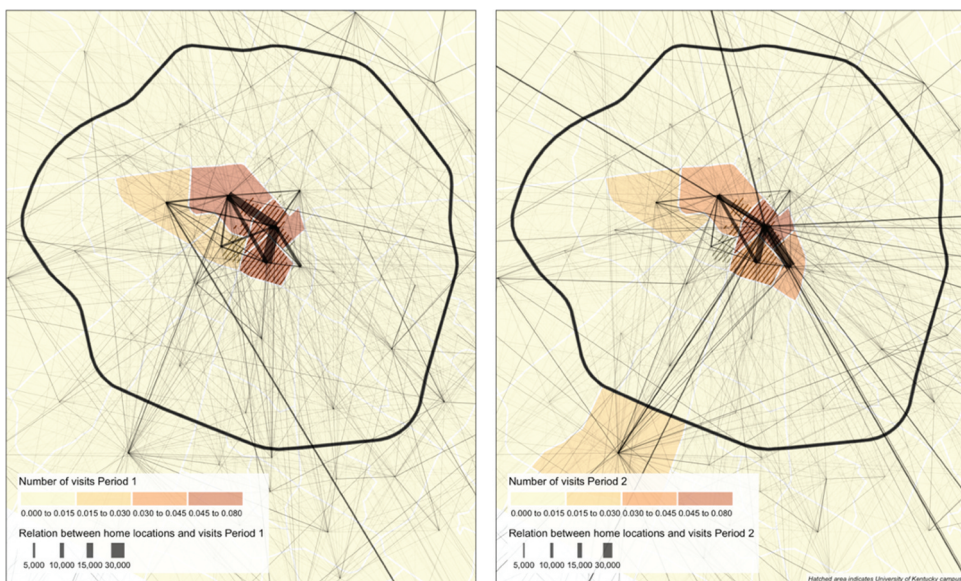 Number of visits Period 1
0.000 to 0.015 0.015 to 0.030 0.030 to 0.045 0.045 to 0.080
Relation between home locations and visits Period 1
5,000 10,000 15,000 30,000
Number of visits Period 2
0.000 to 0.015 0.015 to 0.030 0.030 to 0.045 0.045 to 0.080
Relation between home locations and visits Period 2
5,000 10,000 15,000 30,000
Hatched area indicates University of Kentucky campus